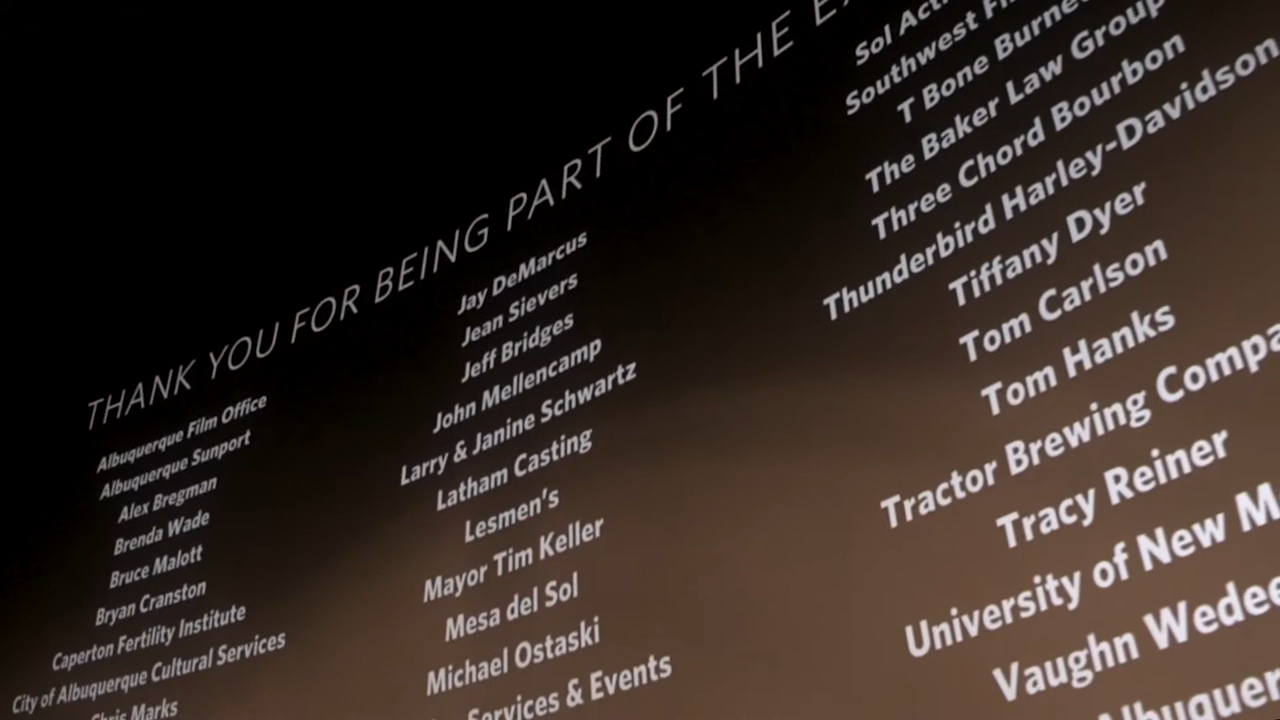 THANK YOU FOR BEING PART OF THE
Albuquerque Film Office
Albuquerque Sunport
Alex Bregman
Brenda Wade
Bruce Malott
Bryan Cranston
Caperton Fertility Institute
City of Albuquerque Cultural Services
Chris Marks
Jay DeMarcus
Jean Sievers
Jeff Bridges
John Mellencamp
Larry & Janine Schwartz
Latham Casting
Lesmen's
Mayor Tim Keller
Mesa del Sol
Michael Ostaski
Services & Events
Sol
Southwest
T Bone
The Baker Law Group
Three Chord Bourbon
Thunderbird Harley-Davidson
Tiffany Dyer
Tom Carlson
Tom Hanks
Tractor Brewing
Tracy Reiner
University of New
Vaughn